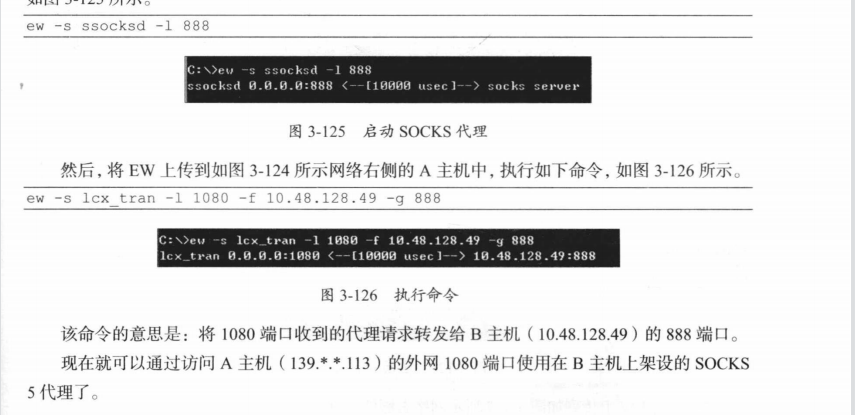 如图 3-125 所示。
ew -s ssocksd -l 888
C:\>ew -s ssocksd -l 888
ssocksd 0.0.0.0:888 <--[10000 usec]--> socks server
图 3-125 启动 SOCKS 代理
然后，将 EW 上传到如图 3-124 所示网络右侧的 A 主机中，执行如下命令，如图 3-126 所示。
ew -s lcx_tran -l 1080 -f 10.48.128.49 -g 888
C:\>ew -s lcx_tran -l 1080 -f 10.48.128.49 -g 888
lcx_tran 0.0.0.0:1080 <--[10000 usec]--> 10.48.128.49:888
图 3-126 执行命令
该命令的意思是：将 1080 端口收到的代理请求转发给 B 主机（10.48.128.49）的 888 端口。
现在就可以通过访问 A 主机（139.*.*.113）的外网 1080 端口使用在 B 主机上架设的 SOCKS
5 代理了。